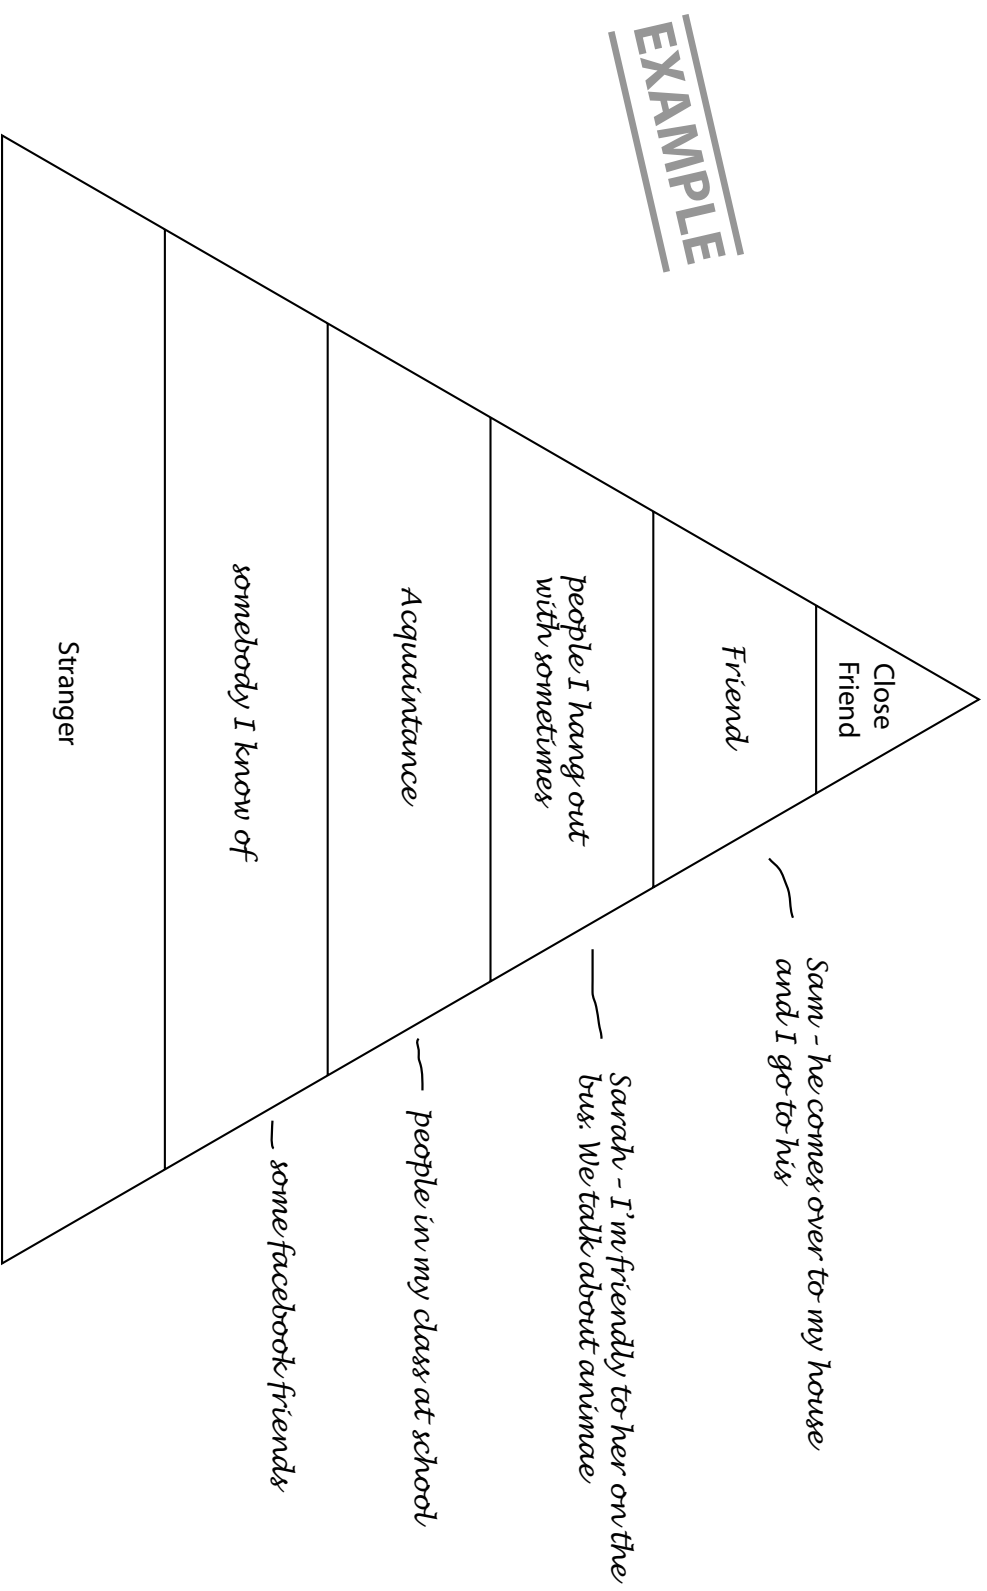 EXAMPLE
Close
Friend
Friend
Sam - he comes over to my house
and I go to his
people I hang out
with sometimes
Sarah - I'm friendly to her on the
bus. We talk about animae
Acquaintance
people in my class at school
somebody I know of
some facebook friends
Stranger